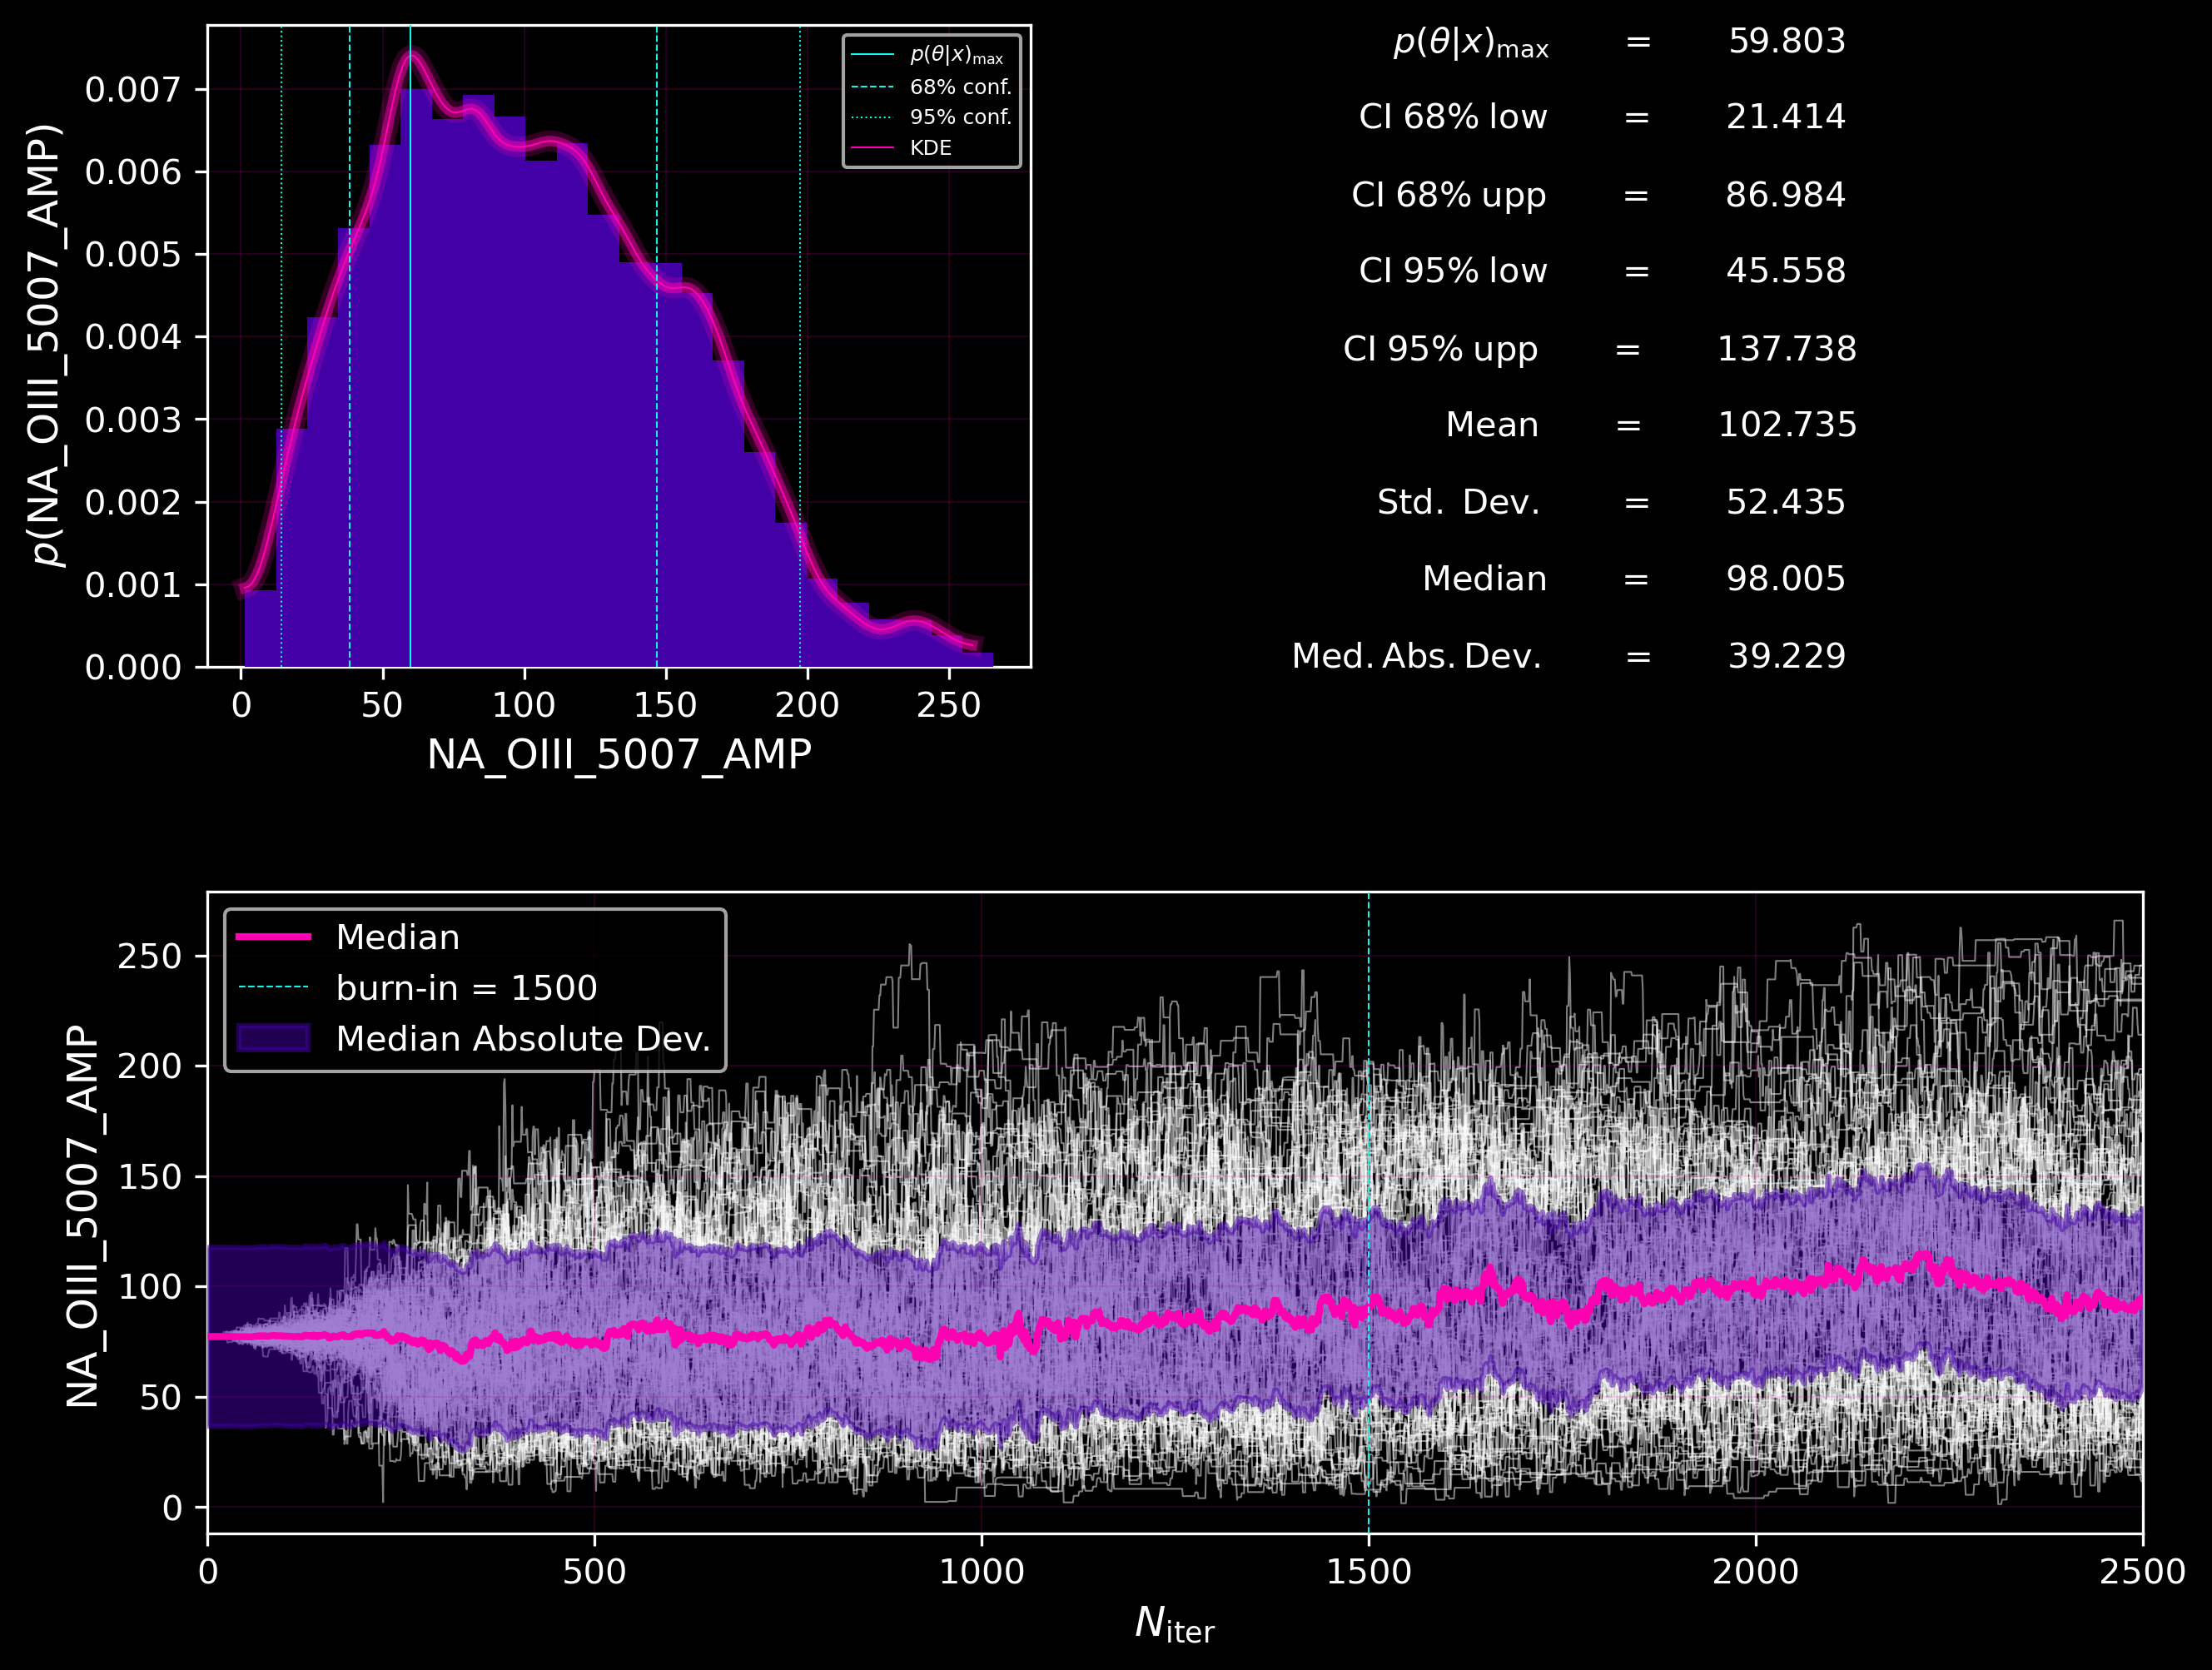 p(NA_OIII_5007_AMP)
0.007
0.006
0.005
0.004
0.003
0.002
0.001
0.000
0 50 100 150 200 250
NA_OIII_5007_AMP
p(θ|x)max
68% conf.
95% conf.
KDE
p(θ|x)max = 59.803
CI 68% low = 21.414
CI 68% upp = 86.984
CI 95% low = 45.558
CI 95% upp = 137.738
Mean = 102.735
Std. Dev. = 52.435
Median = 98.005
Med. Abs. Dev. = 39.229
NA_OIII_5007_AMP
250
200
150
100
50
0
Median
burn-in = 1500
Median Absolute Dev.
0 500 1000 1500 2000 2500
Niter